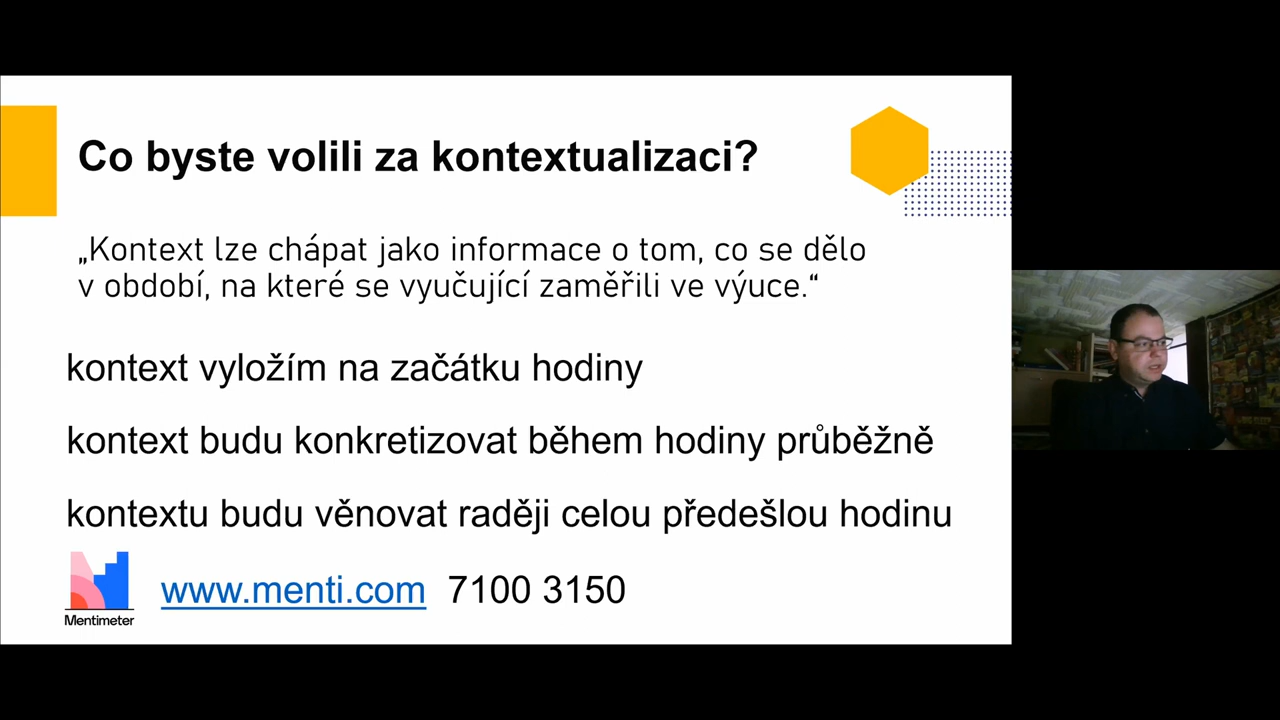 Co byste volili za kontextualizaci?
„Kontext lze chápat jako informace o tom, co se dělo
v období, na které se vyučující zaměřili ve výuce.“
kontext vyložím na začátku hodiny
kontext budu konkretizovat během hodiny průběžně
kontextu budu věnovat raději celou předešlou hodinu
www.menti.com 7100 3150
Mentimeter